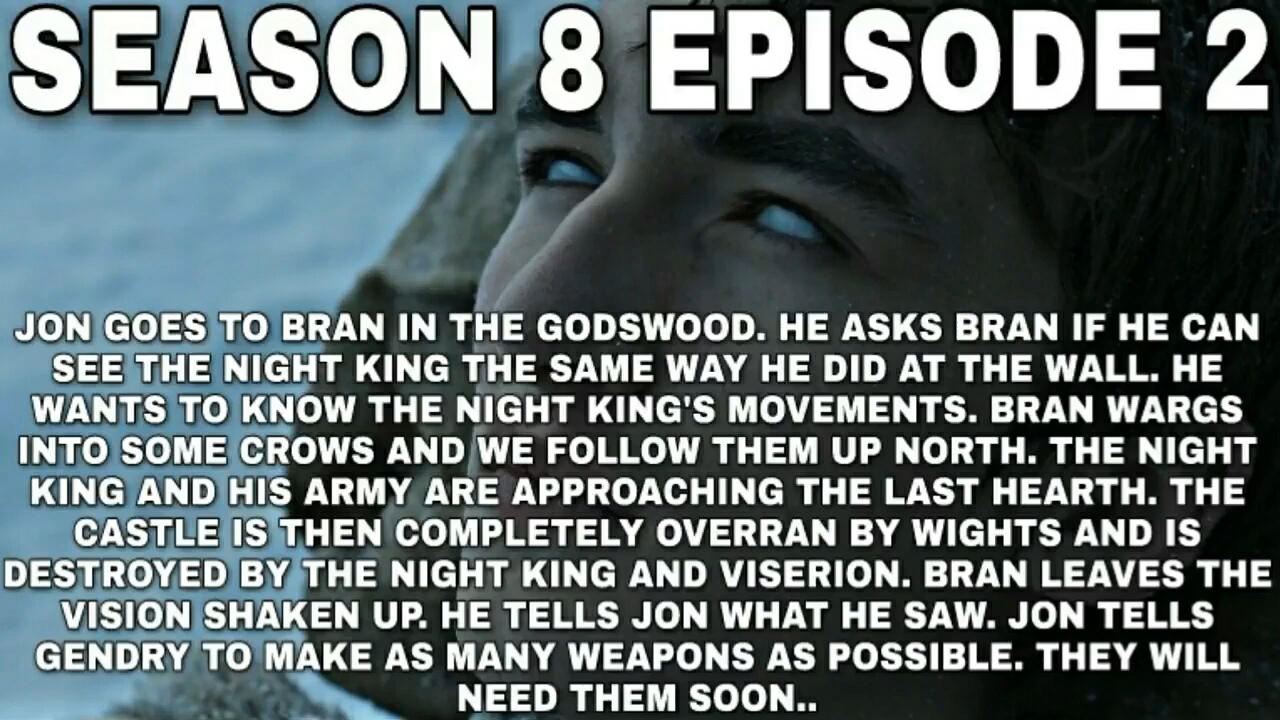 SEASON 8 EPISODE 2
JON GOES TO BRAN IN THE GODSWOOD. HE ASKS BRAN IF HE CAN
SEE THE NIGHT KING THE SAME WAY HE DID AT THE WALL. HE
WANTS TO KNOW THE NIGHT KING'S MOVEMENTS. BRAN WARGS
INTO SOME CROWS AND WE FOLLOW THEM UP NORTH. THE NIGHT
KING AND HIS ARMY ARE APPROACHING THE LAST HEARTH. THE
CASTLE IS THEN COMPLETELY OVERRAN BY WIGHTS AND IS
DESTROYED BY THE NIGHT KING AND VISERION. BRAN LEAVES THE
VISION SHAKEN UP. HE TELLS JON WHAT HE SAW. JON TELLS
GENDRY TO MAKE AS MANY WEAPONS AS POSSIBLE. THEY WILL
NEED THEM SOON..